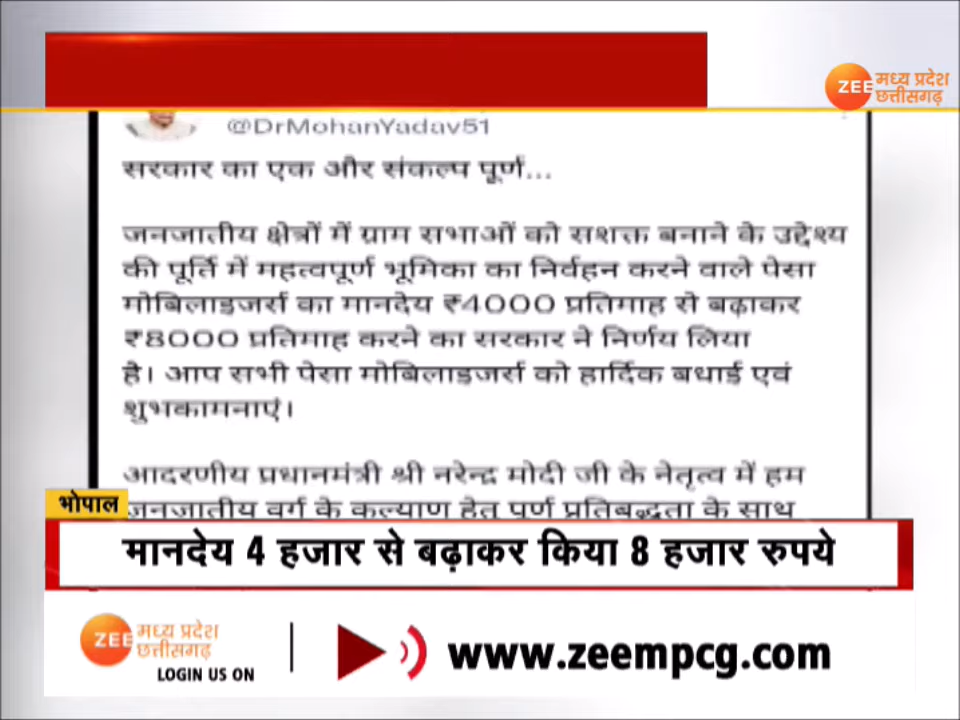 ZEE मध्य प्रदेश
छत्तीसगढ़
@DrMohanYadav51
सरकार का एक और संकल्प पूर्ण...
जनजातीय क्षेत्रों में ग्राम सभाओं को सशक्त बनाने के उद्देश्य
की पूर्ति में महत्वपूर्ण भूमिका का निर्वहन करने वाले पेसा
मोबिलाइजर्स का मानदेय ₹4000 प्रतिमाह से बढ़ाकर
₹8000 प्रतिमाह करने का सरकार ने निर्णय लिया
है। आप सभी पेसा मोबिलाइजर्स को हार्दिक बधाई एवं
शुभकामनाएं।
आदरणीय प्रधानमंत्री श्री नरेन्द्र मोदी जी के नेतृत्व में हम
जनजातीय वर्ग के कल्याण हेतु पूर्ण प्रतिबद्धता के साथ
भोपाल
मानदेय 4 हजार से बढ़ाकर किया 8 हजार रुपये
ZEE मध्य प्रदेश
छत्तीसगढ़
LOGIN US ON
www.zeempcg.com